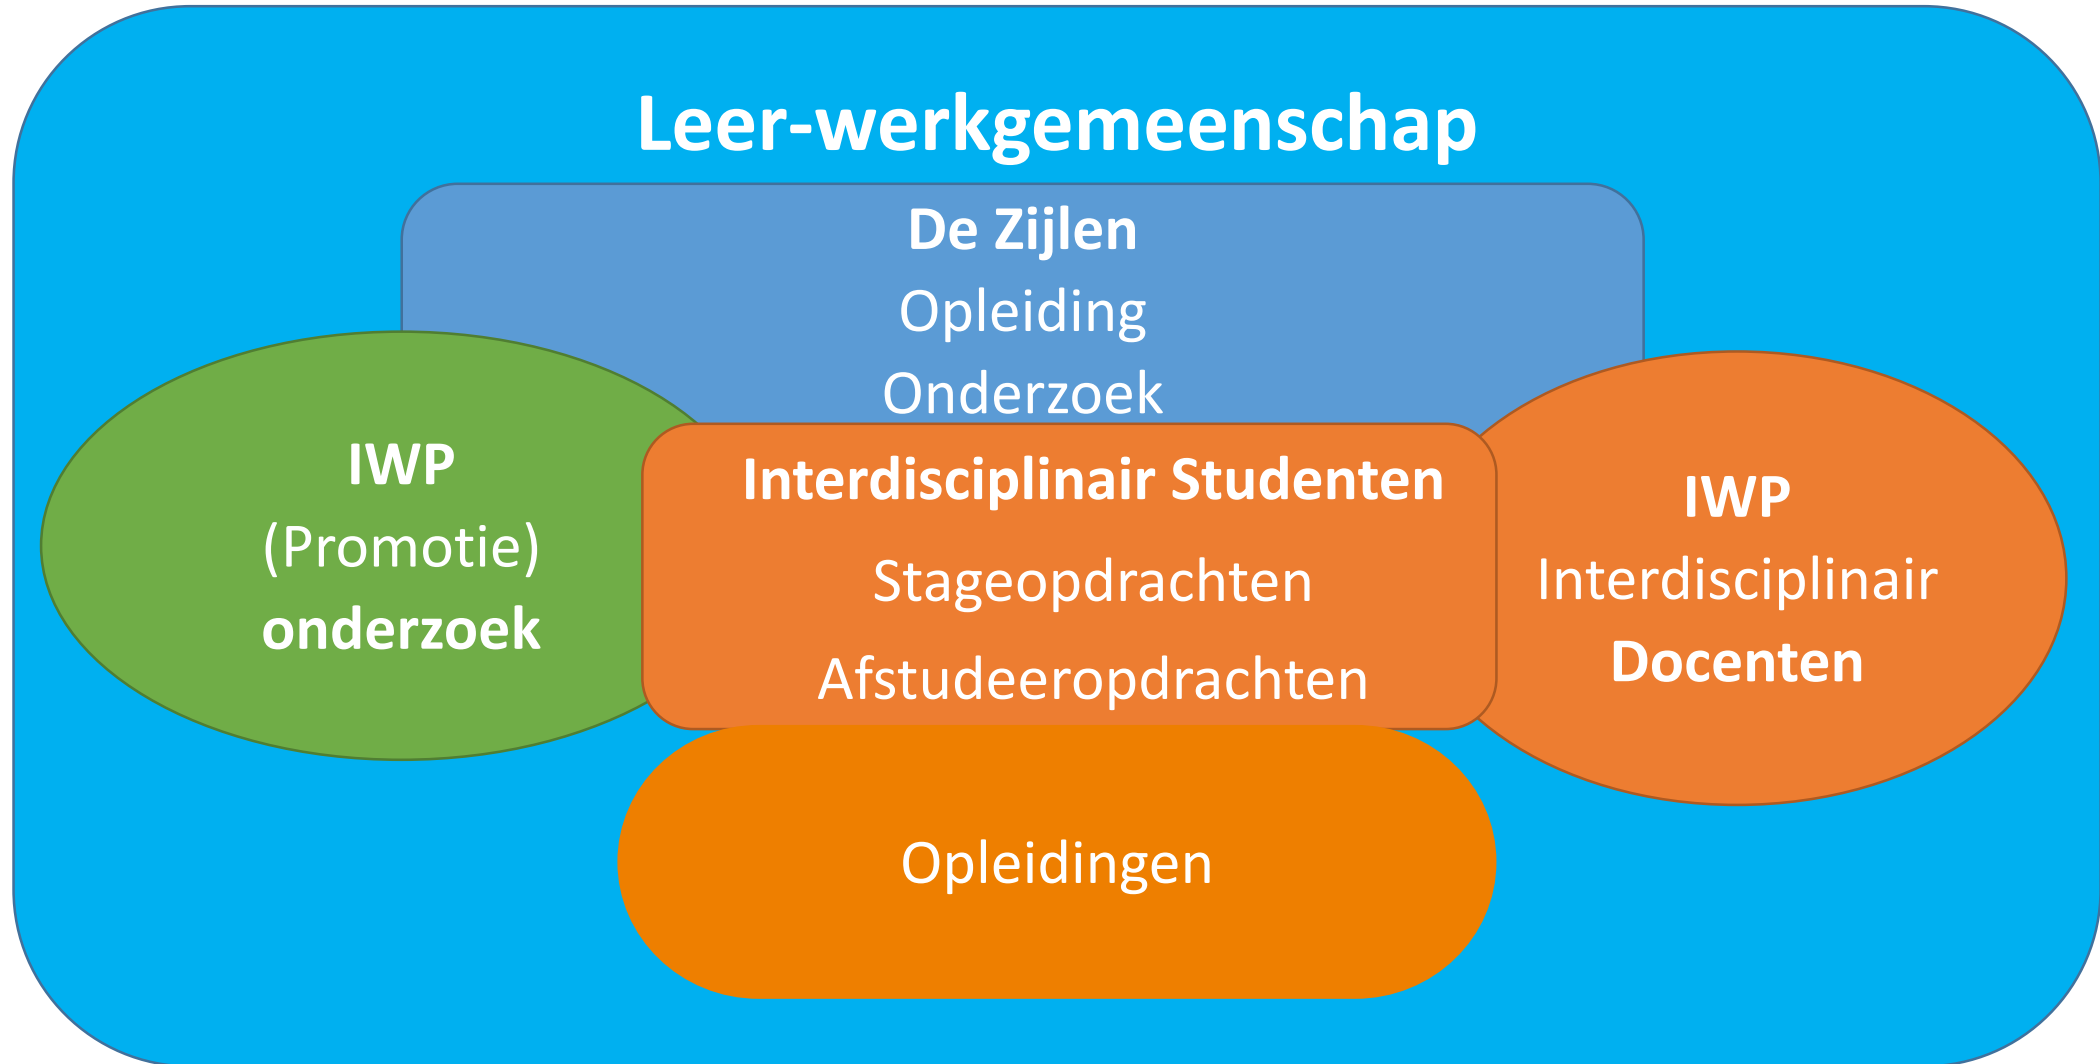 Leer-werkgemeenschap
De Zijlen
Opleiding
Onderzoek
IWP
(Promotie)
onderzoek
Interdisciplinair Studenten
Stageopdrachten
Afstudeeropdrachten
IWP
Interdisciplinair
Docenten
Opleidingen